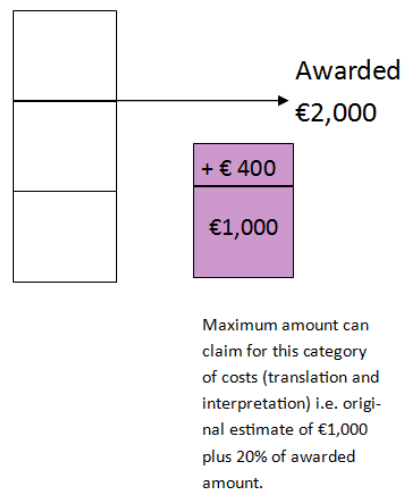 Awarded
€2,000
+ € 400
€1,000
Maximum amount can
claim for this category
of costs (translation and
interpretation) i.e. origi-
nal estimate of €1,000
plus 20% of awarded
amount.